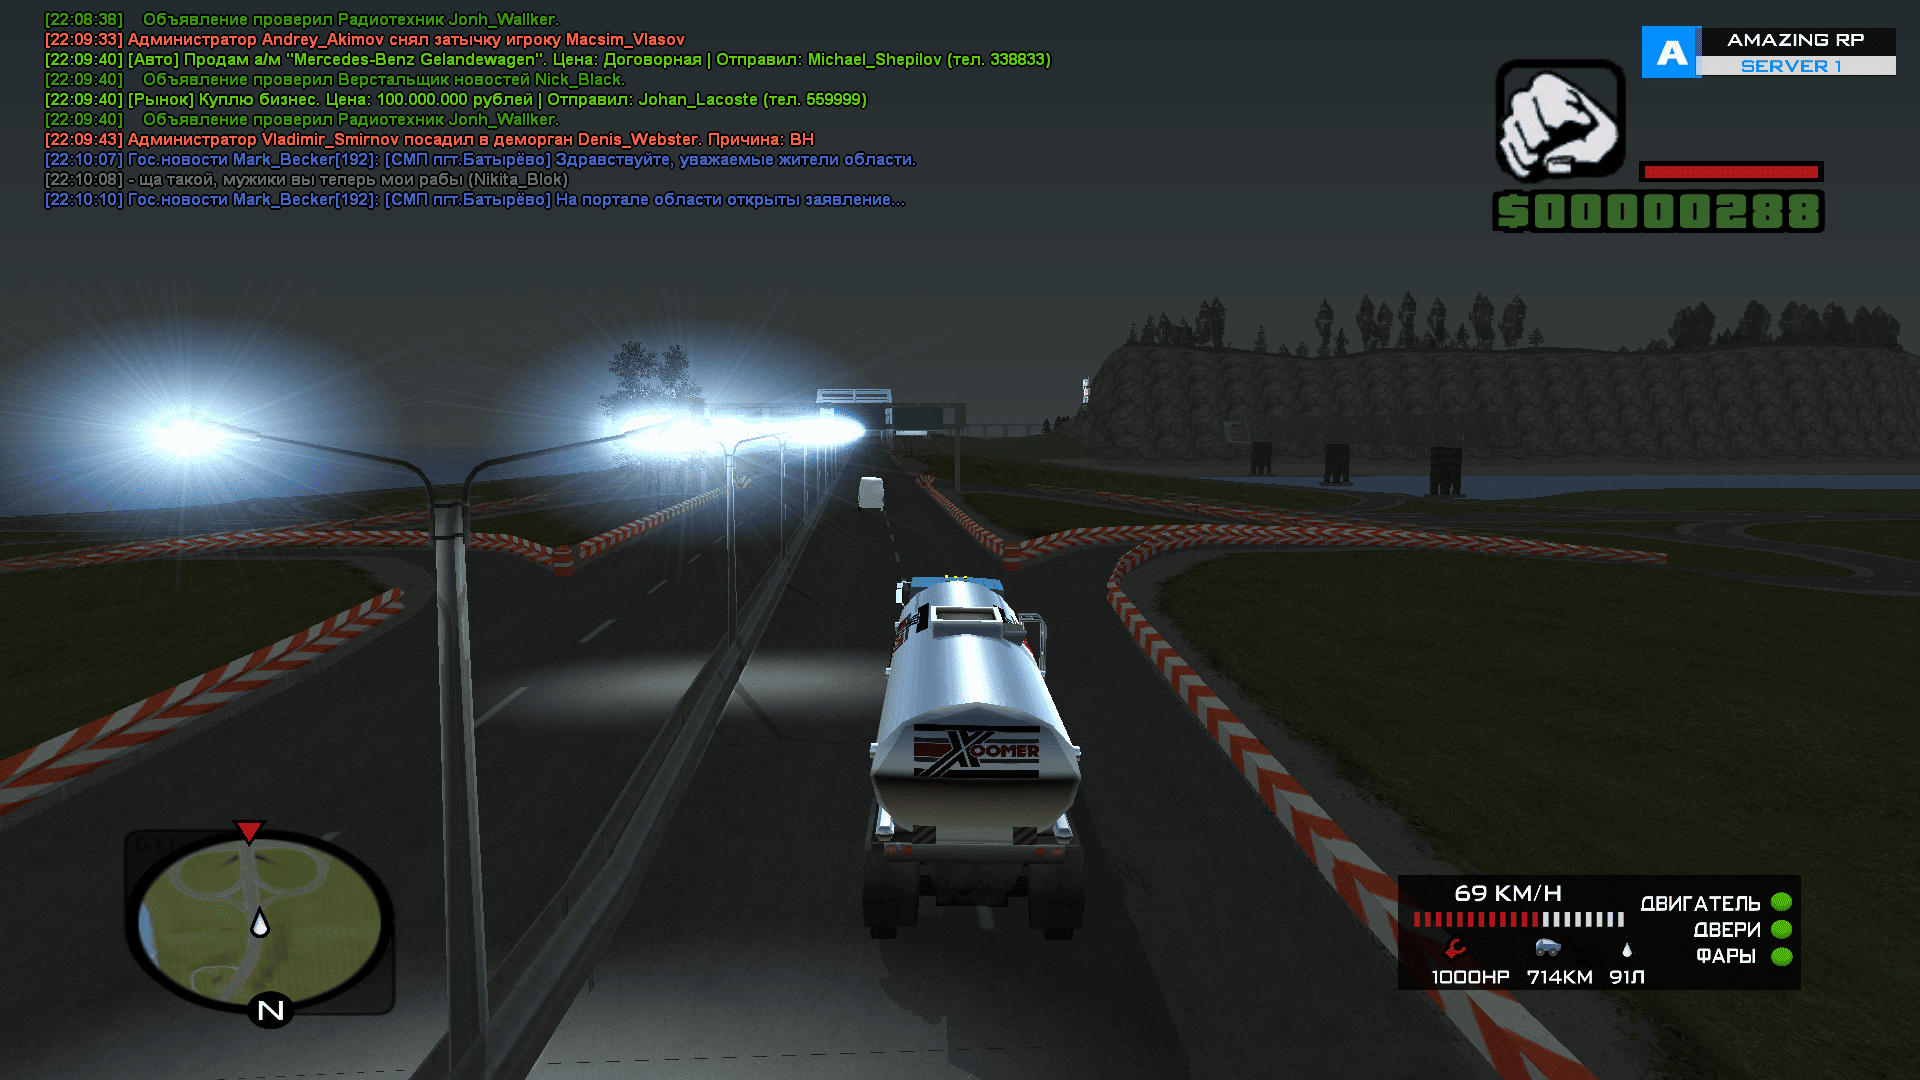 [22:08:38] Объявление проверил Радиотехник Jonh_Wallker.
[22:09:33] Администратор Andrey_Akimov снял затычку игроку Macsim_Vlasov
[22:09:40] [Авто] Продам а/м "Mercedes-Benz Gelandewagen". Цена: Договорная | Отправил: Michael_Shepilov (тел. 338833)
[22:09:40] Объявление проверил Верстальщик новостей Nick_Black.
[22:09:40] [Рынок] Куплю бизнес. Цена: 100.000.000 рублей | Отправил: Johan_Lacoste (тел. 559999)
[22:09:40] Объявление проверил Радиотехник Jonh_Wallker.
[22:09:43] Администратор Vladimir_Smirnov посадил в деморган Denis_Webster. Причина: ВН
[22:10:07] Гос.новости Mark_Becker[192]: [СМП пгт.Батырёво] Здравствуйте, уважаемые жители области.
[22:10:08] - ща такой, мужики вы теперь мои рабы (Nikita_Blok)
[22:10:10] Гос.новости Mark_Becker[192]: [СМП пгт.Батырёво] На портале области открыты заявление...
A AMAZING RP
SERVER 1
$00000288
XOOMER
N
69 KM/H
ДВИГАТЕЛЬ
ДВЕРИ
ФАРЫ
1000HP 714КМ 91Л